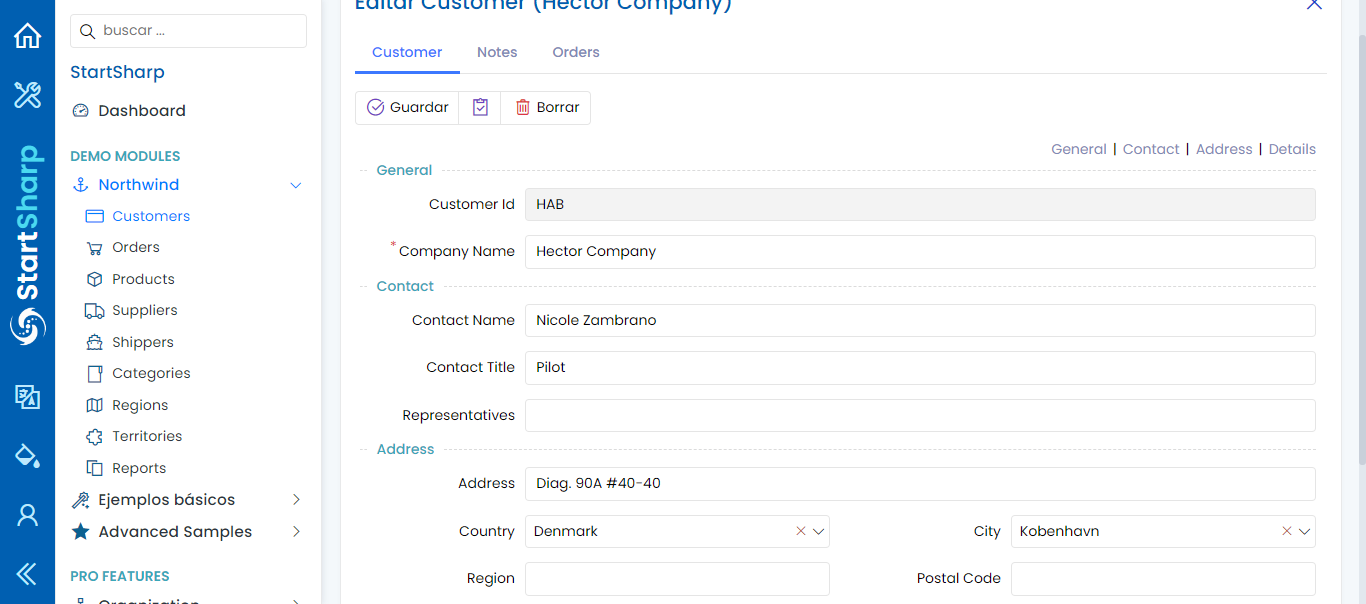 Editar Customer (Hector Company)
buscar ...
StartSharp
StartSharp
Dashboard
DEMO MODULES
Northwind
Customers
Orders
Products
Suppliers
Shippers
Categories
Regions
Territories
Reports
Ejemplos básicos
Advanced Samples
PRO FEATURES
Organization
Customer Notes Orders
Guardar Borrar
General | Contact | Address | Details
General
Customer Id HAB
* Company Name Hector Company
Contact
Contact Name Nicole Zambrano
Contact Title Pilot
Representatives
Address
Address Diag. 90A #40-40
Country Denmark City Kobenhavn
Region Postal Code